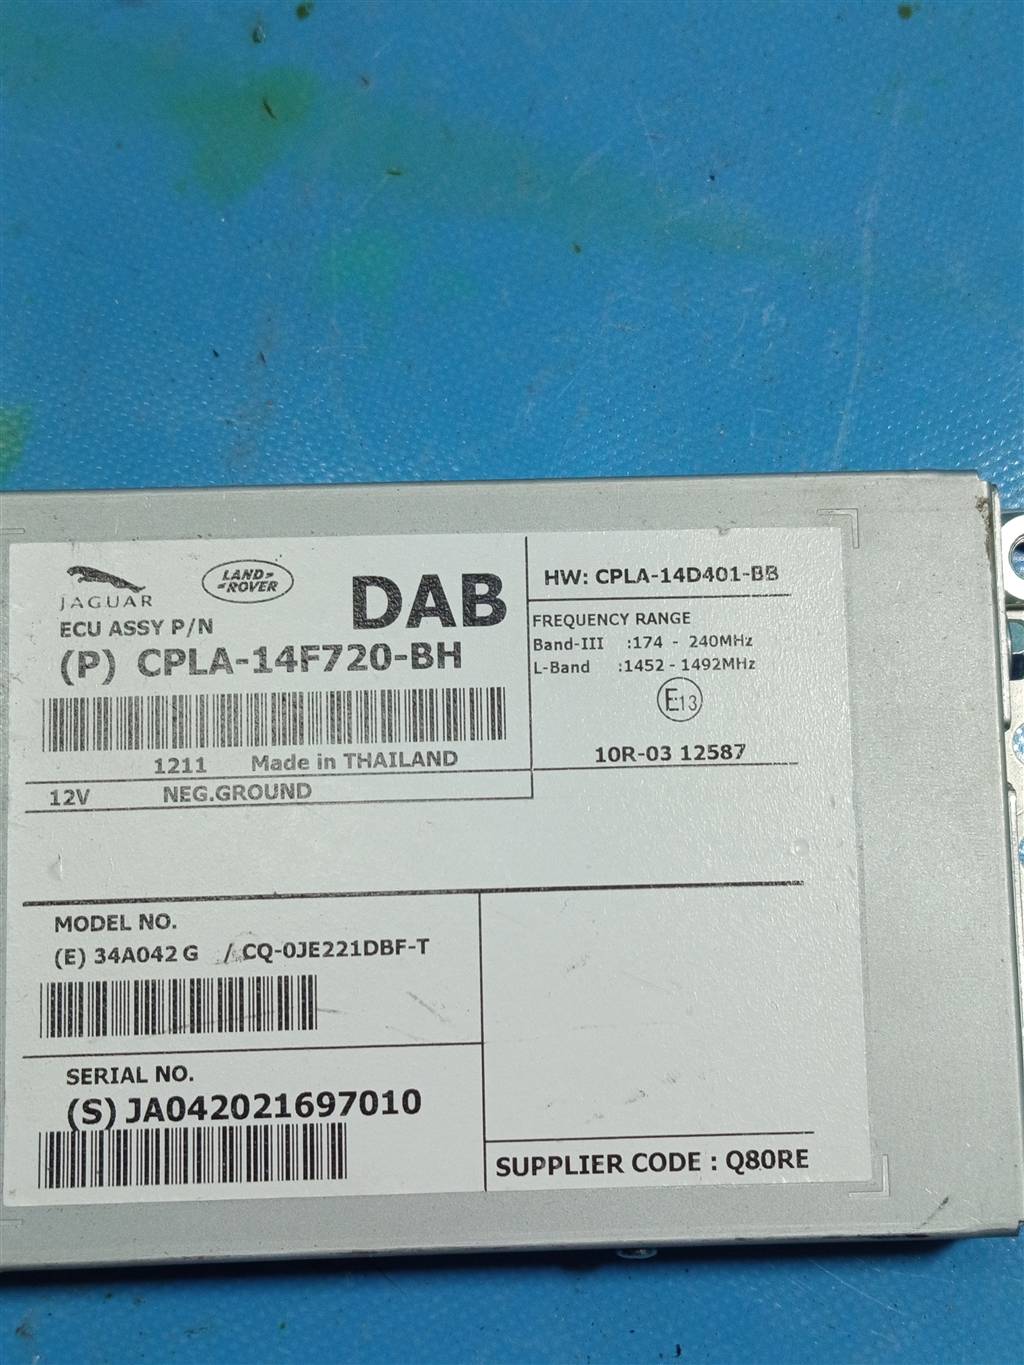 JAGUAR
LAND-
-ROVER
DAB
ECU ASSY P/N
(P) CPLA-14F720-BH
1211 Made in THAILAND
12V NEG.GROUND
HW: CPLA-14D401-BB
FREQUENCY RANGE
Band-III :174 - 240MHz
L-Band :1452 - 1492MHz
E13
10R-03 12587
MODEL NO.
(E) 34A042 G / CQ-0JE221DBF-T
SERIAL NO.
(S) JA042021697010
SUPPLIER CODE : Q80RE